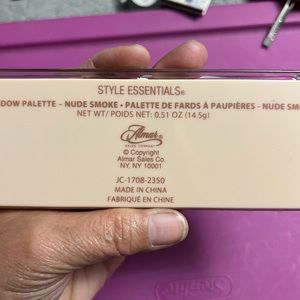 STYLE ESSENTIALS®
DOW PALETTE – NUDE SMOKE • PALETTE DE FARDS À PAUPIÈRES - NUDE SMO
NET WT/ POIDS NET: 0.51 OZ (14.5g)
Almar®
SALES COMPANY
© Copyright
Almar Sales Co.
NY, NY 10001
JC-1708-2350
MADE IN CHINA
FABRIQUÉ EN CHINE